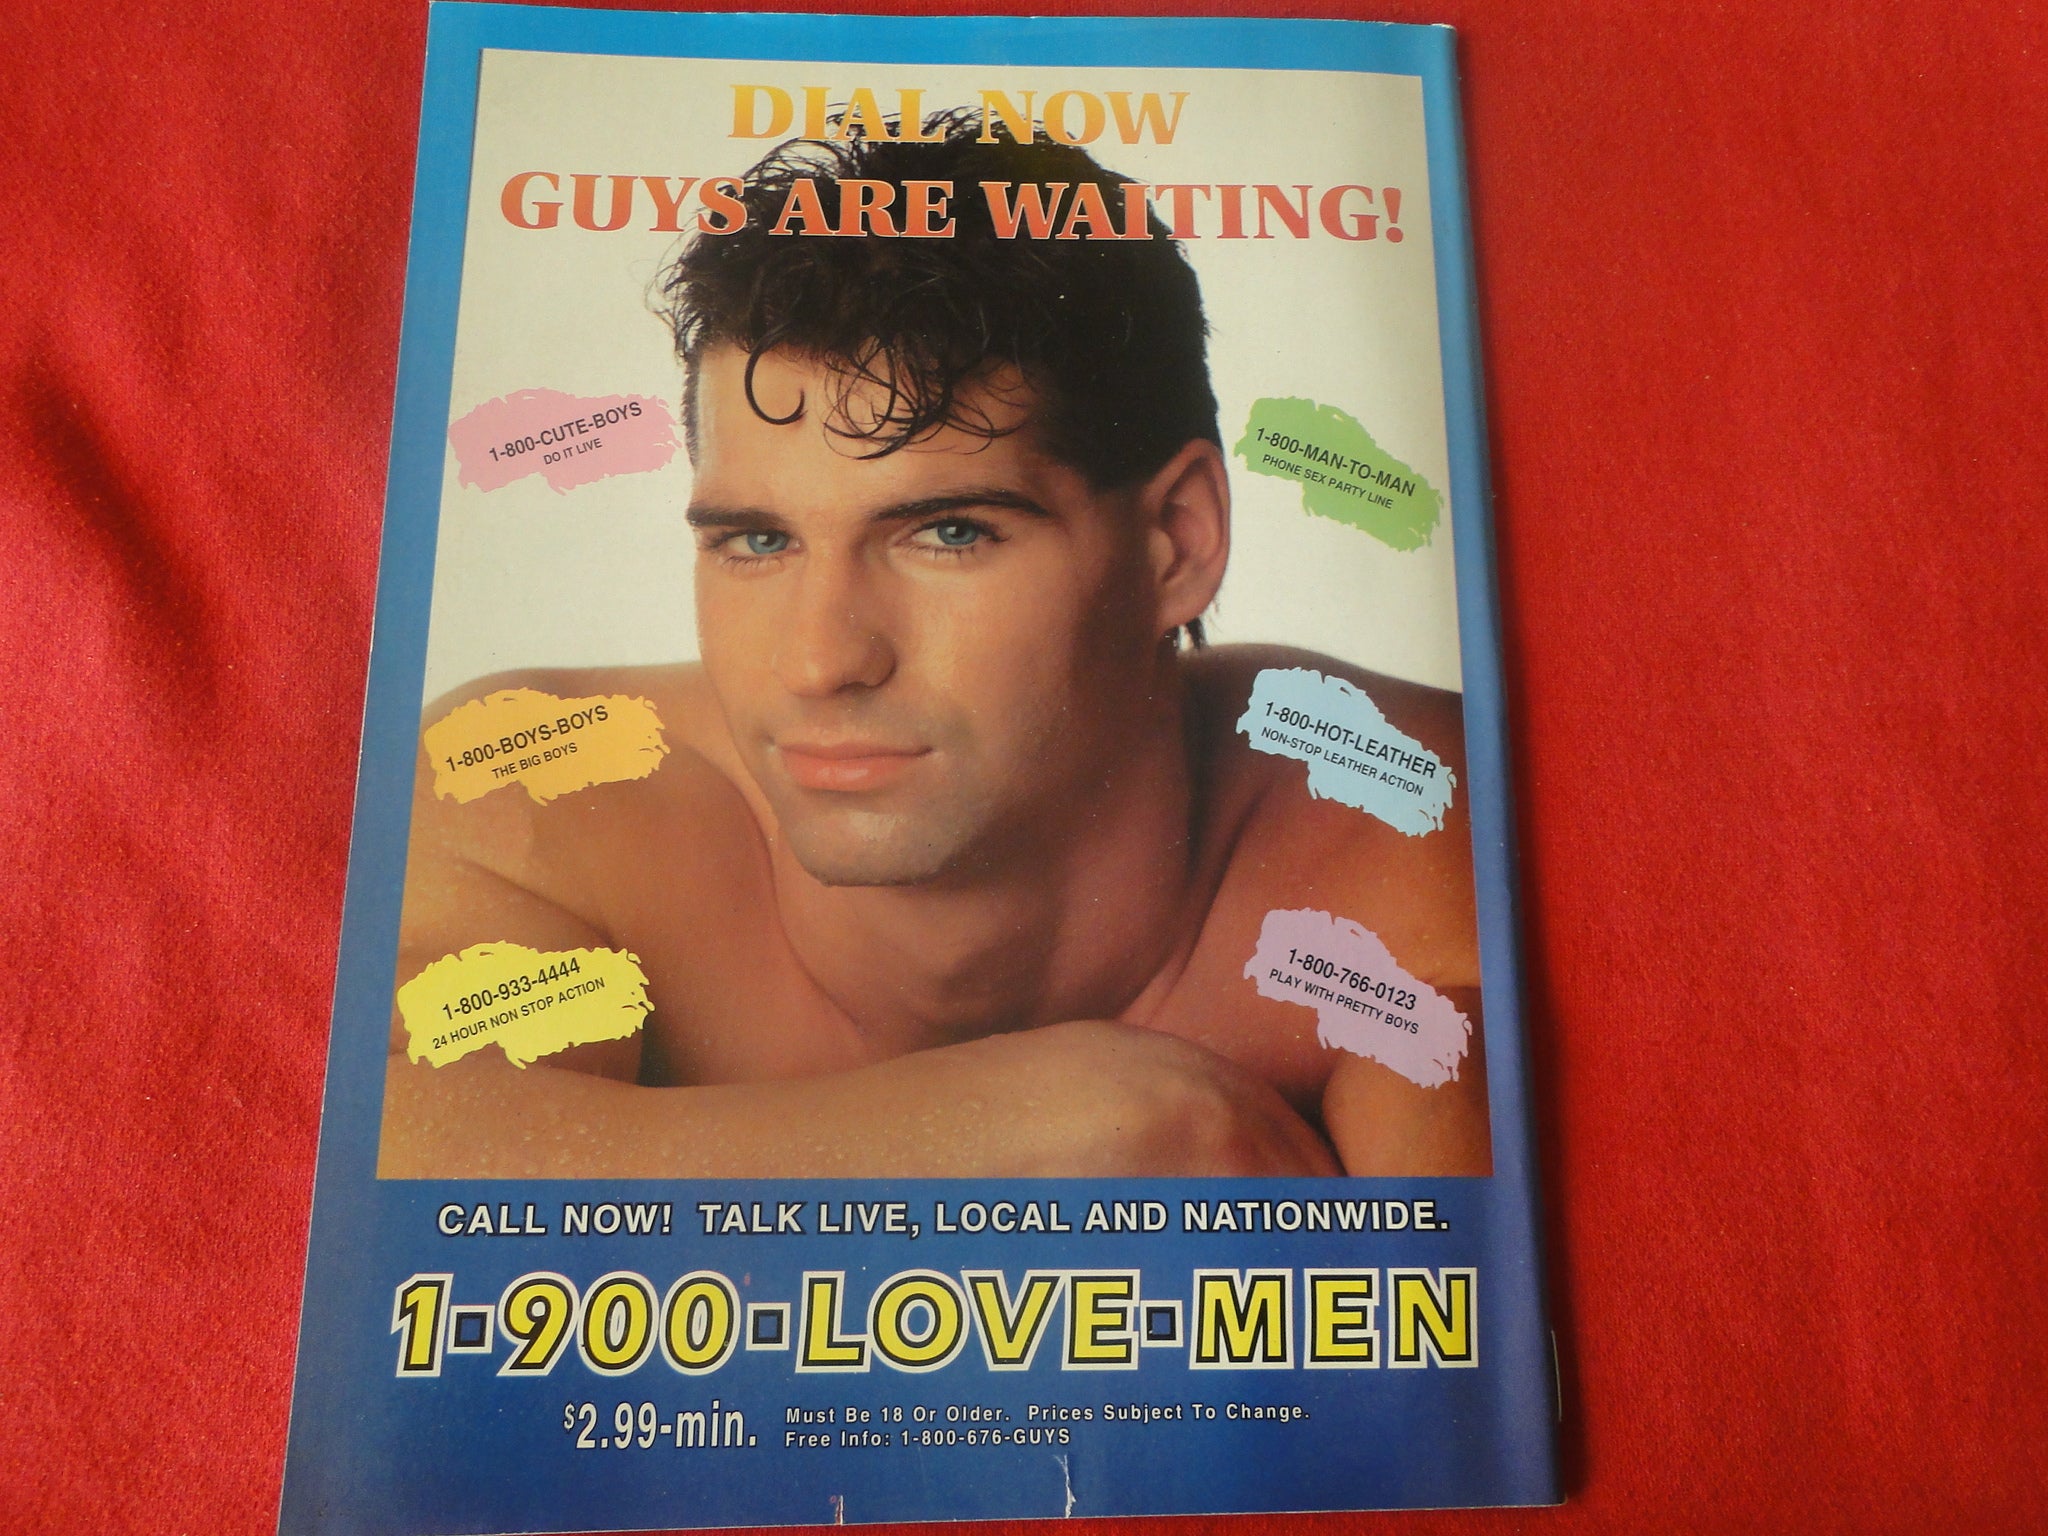 DIAL NOW
GUYS ARE WAITING!
1-800-CUTE-BOYS
DO IT LIVE
1-800-MAN-TO-MAN
PHONE SEX PARTY LINE
1-800-BOYS-BOYS
THE BIG BOYS
1-800-HOT-LEATHER
NON-STOP LEATHER ACTION
1-800-933-4444
24 HOUR NON STOP ACTION
1-800-766-0123
PLAY WITH PRETTY BOYS
CALL NOW! TALK LIVE, LOCAL AND NATIONWIDE.
1-900-LOVE-MEN
$2.99-min. Must Be 18 Or Older. Prices Subject To Change.
Free Info: 1-800-676-GUYS